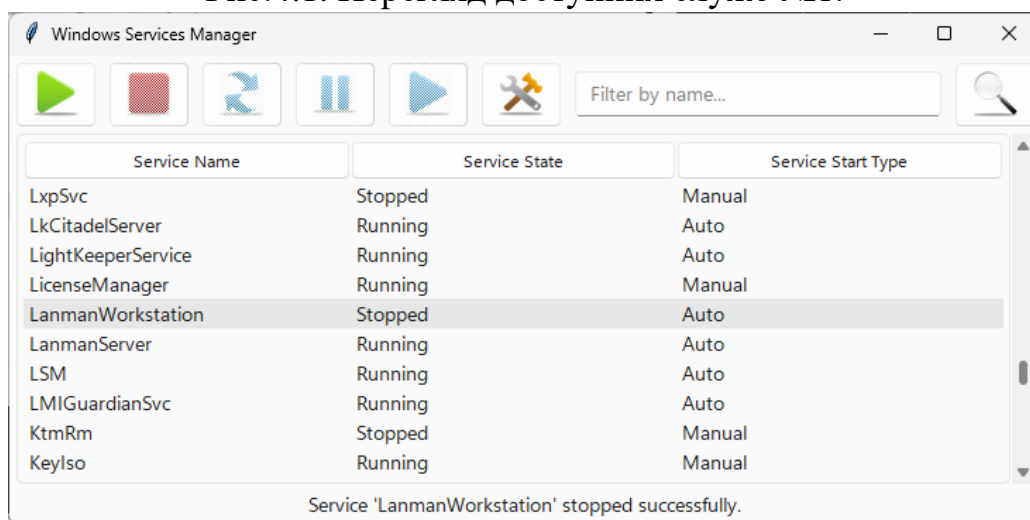 Windows Services Manager
Filter by name...
Service Name Service State Service Start Type
LxpSvc Stopped Manual
LkCitadelServer Running Auto
LightKeeperService Running Auto
LicenseManager Running Manual
LanmanWorkstation Stopped Auto
LanmanServer Running Auto
LSM Running Auto
LMIGuardianSvc Running Auto
KtmRm Stopped Manual
KeyIso Running Manual
Service 'LanmanWorkstation' stopped successfully.